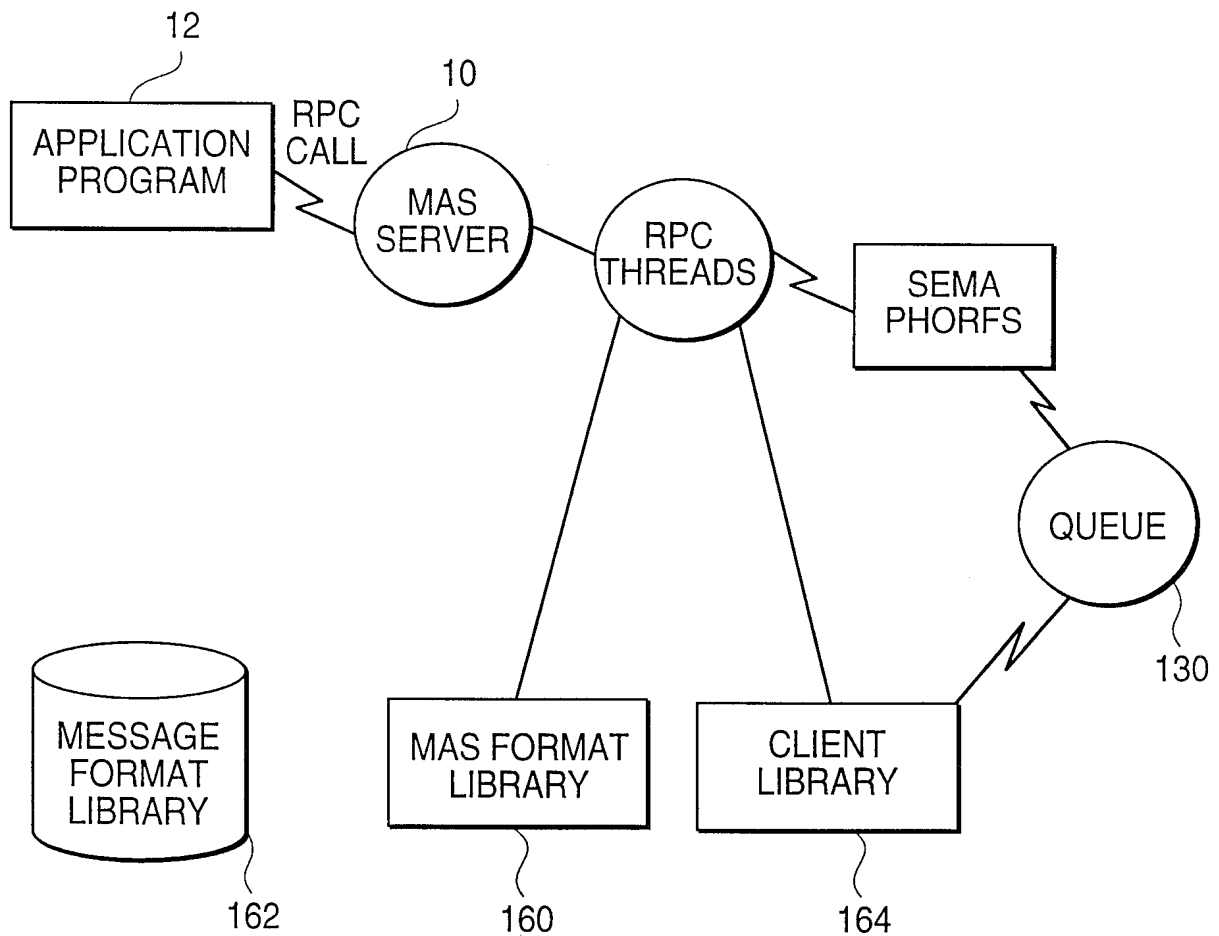 12
10
RPC
CALL
APPLICATION
PROGRAM
MAS
SERVER
RPC
THREADS
SEMA
PHORFS
QUEUE
130
MESSAGE
FORMAT
LIBRARY
MAS FORMAT
LIBRARY
CLIENT
LIBRARY
162
160
164